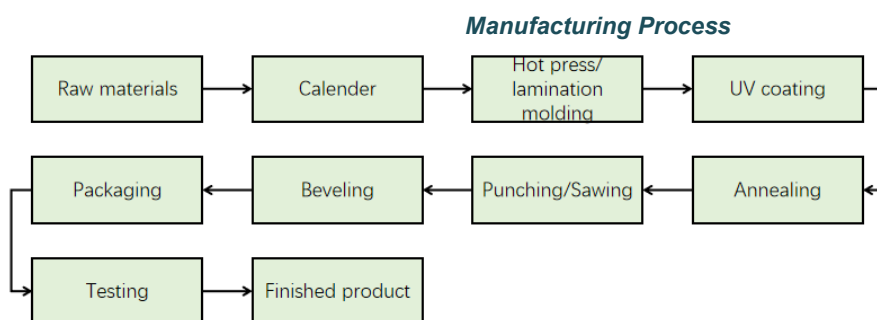 Manufacturing Process
Raw materials
Calender
Hot press/
lamination
molding
UV coating
Packaging
Beveling
Punching/Sawing
Annealing
Testing
Finished product